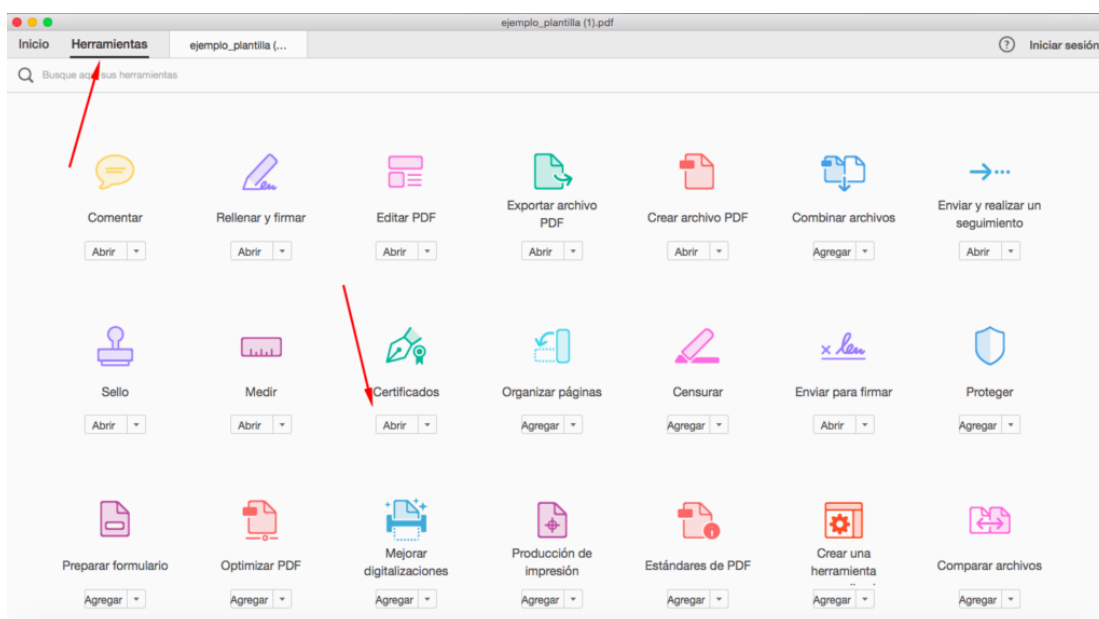 ejemplo_plantilla (1).pdf
Inicio Herramientas ejemplo_plantilla (... ? Iniciar sesión
Busque aquí sus herramientas
Comentar Rellenar y firmar Editar PDF Exportar archivo PDF Crear archivo PDF Combinar archivos Enviar y realizar un seguimiento
Abrir Abrir Abrir Abrir Abrir Agregar Abrir
Sello Medir Certificados Organizar páginas Censurar Enviar para firmar Proteger
Abrir Abrir Abrir Agregar Agregar Abrir Agregar
Preparar formulario Optimizar PDF Mejorar digitalizaciones Producción de impresión Estándares de PDF Crear una herramienta Comparar archivos
Agregar Agregar Agregar Agregar Agregar Agregar Agregar